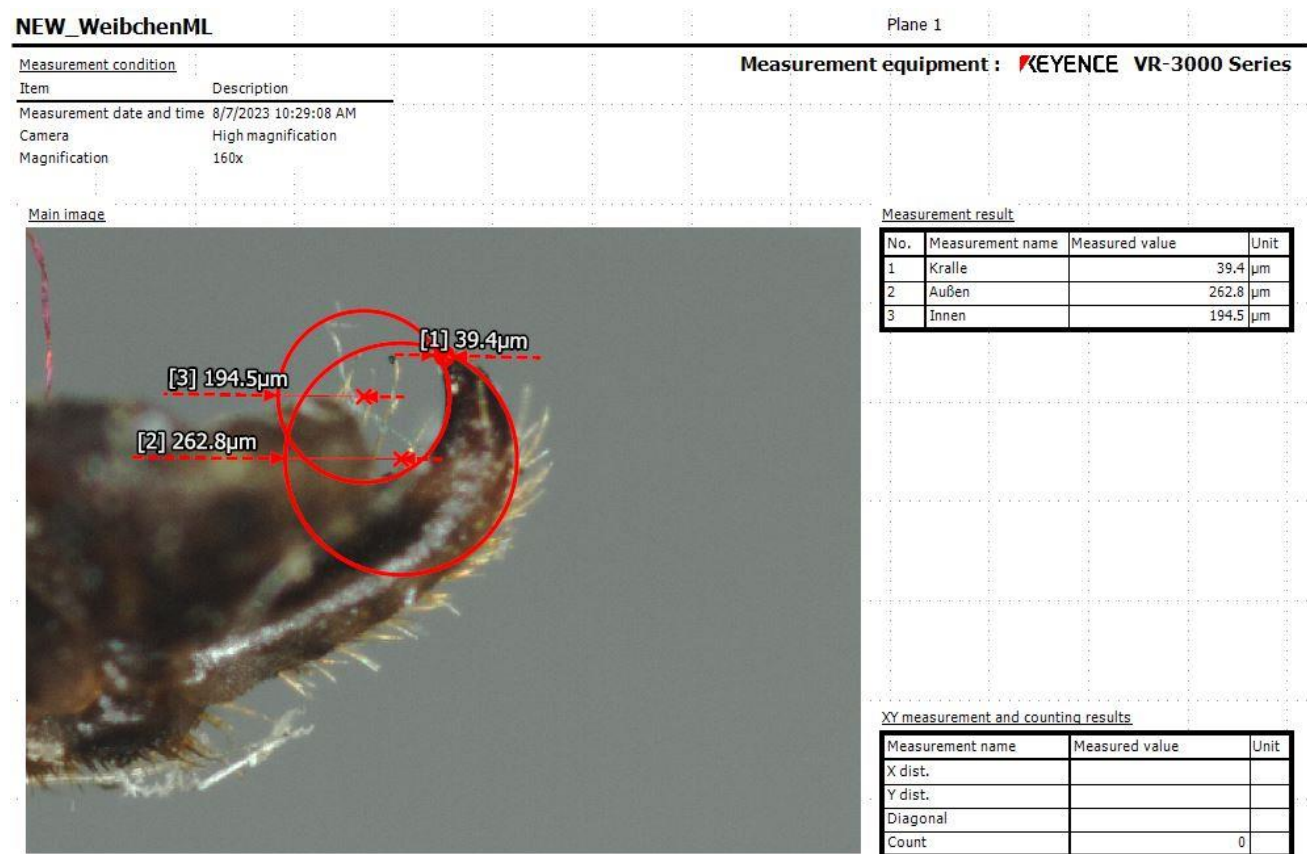 NEW_WeibchenML Plane 1
Measurement condition Measurement equipment : KEYENCE VR-3000 Series
Item Description
Measurement date and time 8/7/2023 10:29:08 AM
Camera High magnification
Magnification 160x
Main image Measurement result
No. Measurement name Measured value Unit
1 Kralle 39.4 µm
2 Außen 262.8 µm
3 Innen 194.5 µm
[1] 39.4µm
[3] 194.5µm
[2] 262.8µm
XY measurement and counting results
Measurement name Measured value Unit
X dist.
Y dist.
Diagonal
Count 0